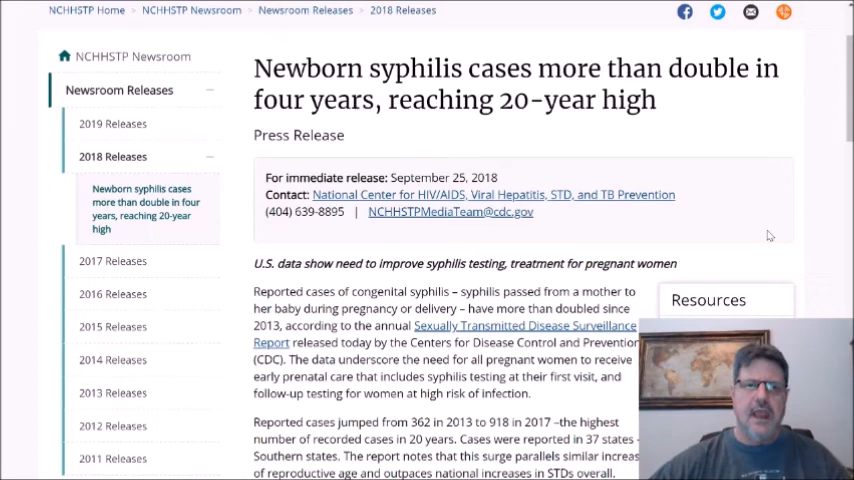 NCHHSTP Home > NCHHSTP Newsroom > Newsroom Releases > 2018 Releases
NCHHSTP Newsroom
Newsroom Releases
2019 Releases
2018 Releases
Newborn syphilis cases
more than double in four
years, reaching 20-year
high
2017 Releases
2016 Releases
2015 Releases
2014 Releases
2013 Releases
2012 Releases
2011 Releases
Newborn syphilis cases more than double in
four years, reaching 20-year high
Press Release
For immediate release: September 25, 2018
Contact: National Center for HIV/AIDS, Viral Hepatitis, STD, and TB Prevention
(404) 639-8895 | NCHHSTPMediaTeam@cdc.gov
U.S. data show need to improve syphilis testing, treatment for pregnant women
Reported cases of congenital syphilis – syphilis passed from a mother to
her baby during pregnancy or delivery – have more than doubled since
2013, according to the annual Sexually Transmitted Disease Surveillance
Report released today by the Centers for Disease Control and Prevention
(CDC). The data underscore the need for all pregnant women to receive
early prenatal care that includes syphilis testing at their first visit, and
follow-up testing for women at high risk of infection.
Reported cases jumped from 362 in 2013 to 918 in 2017 –the highest
number of recorded cases in 20 years. Cases were reported in 37 states -
Southern states. The report notes that this surge parallels similar increas
of reproductive age and outpaces national increases in STDs overall.
Resources